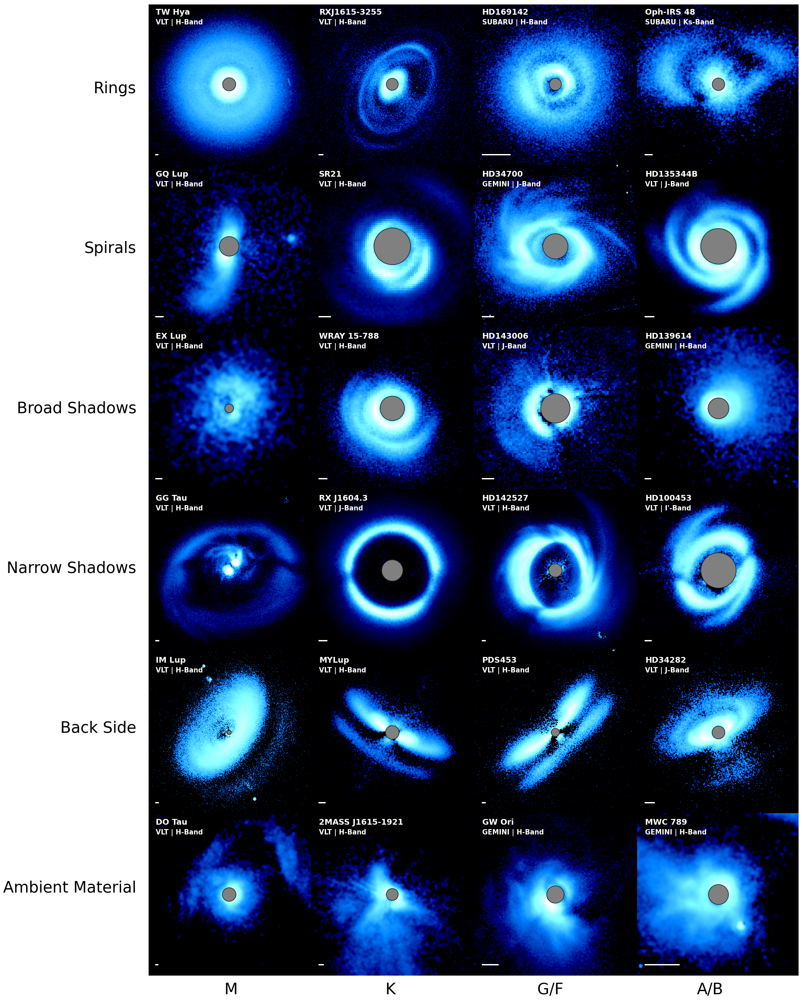 TW Hya
VLT | H-Band
RXJ1615-3255
VLT | H-Band
HD169142
SUBARU | H-Band
Oph-IRS 48
SUBARU | Ks-Band
Rings
GQ Lup
VLT | H-Band
SR21
VLT | H-Band
HD34700
GEMINI | J-Band
HD135344B
VLT | J-Band
Spirals
EX Lup
VLT | H-Band
WRAY 15-788
VLT | H-Band
HD143006
VLT | J-Band
HD139614
GEMINI | H-Band
Broad Shadows
GG Tau
VLT | H-Band
RX J1604.3
VLT | J-Band
HD142527
VLT | H-Band
HD100453
VLT | I'-Band
Narrow Shadows
IM Lup
VLT | H-Band
MYLup
VLT | H-Band
PDS453
VLT | H-Band
HD34282
VLT | J-Band
Back Side
DO Tau
VLT | H-Band
2MASS J1615-1921
VLT | H-Band
GW Ori
GEMINI | H-Band
MWC 789
GEMINI | H-Band
Ambient Material
M
K
G/F
A/B